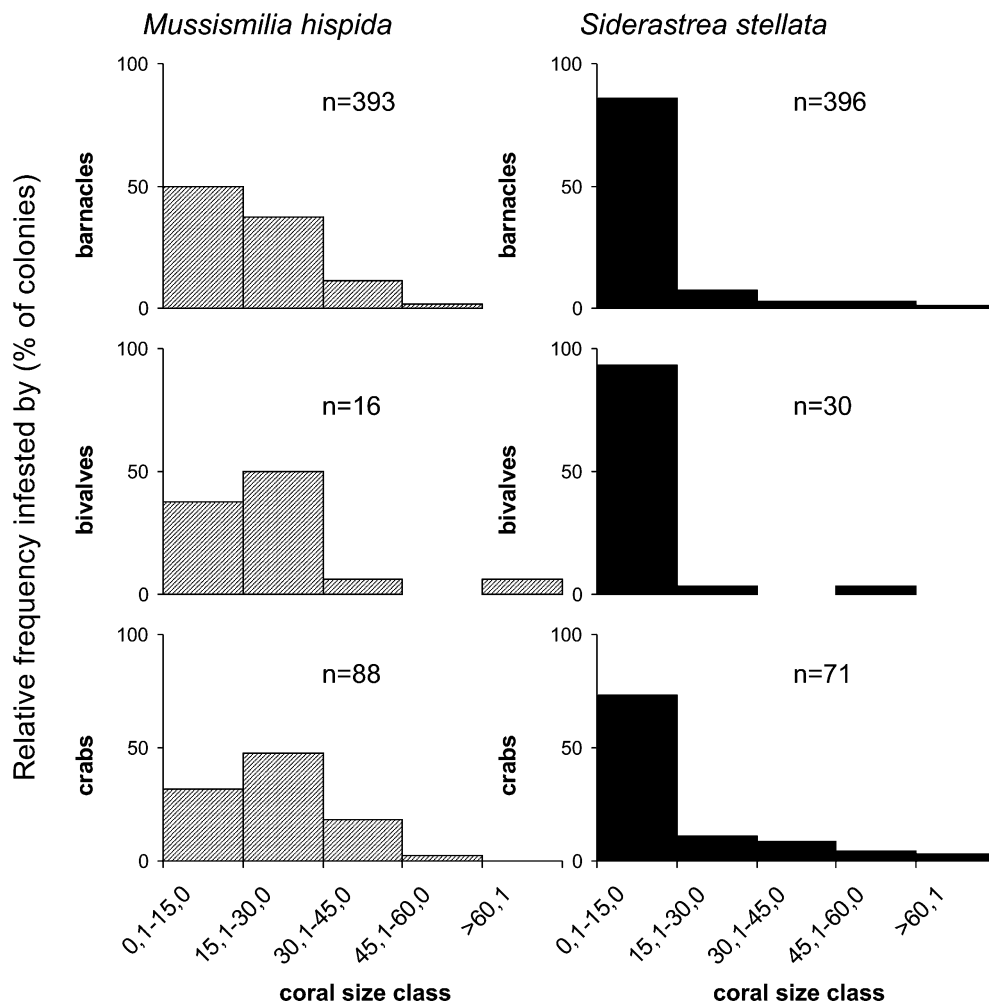 Mussismilia hispida
Siderastrea stellata
Relative frequency infested by (% of colonies)
barnacles
100
50
0
n=393
barnacles
100
50
0
n=396
bivalves
100
50
0
n=16
bivalves
100
50
0
n=30
crabs
100
50
0
n=88
crabs
100
50
0
n=71
0,1-15,0
15,1-30,0
30,1-45,0
45,1-60,0
>60,1
0,1-15,0
15,1-30,0
30,1-45,0
45,1-60,0
>60,1
coral size class
coral size class